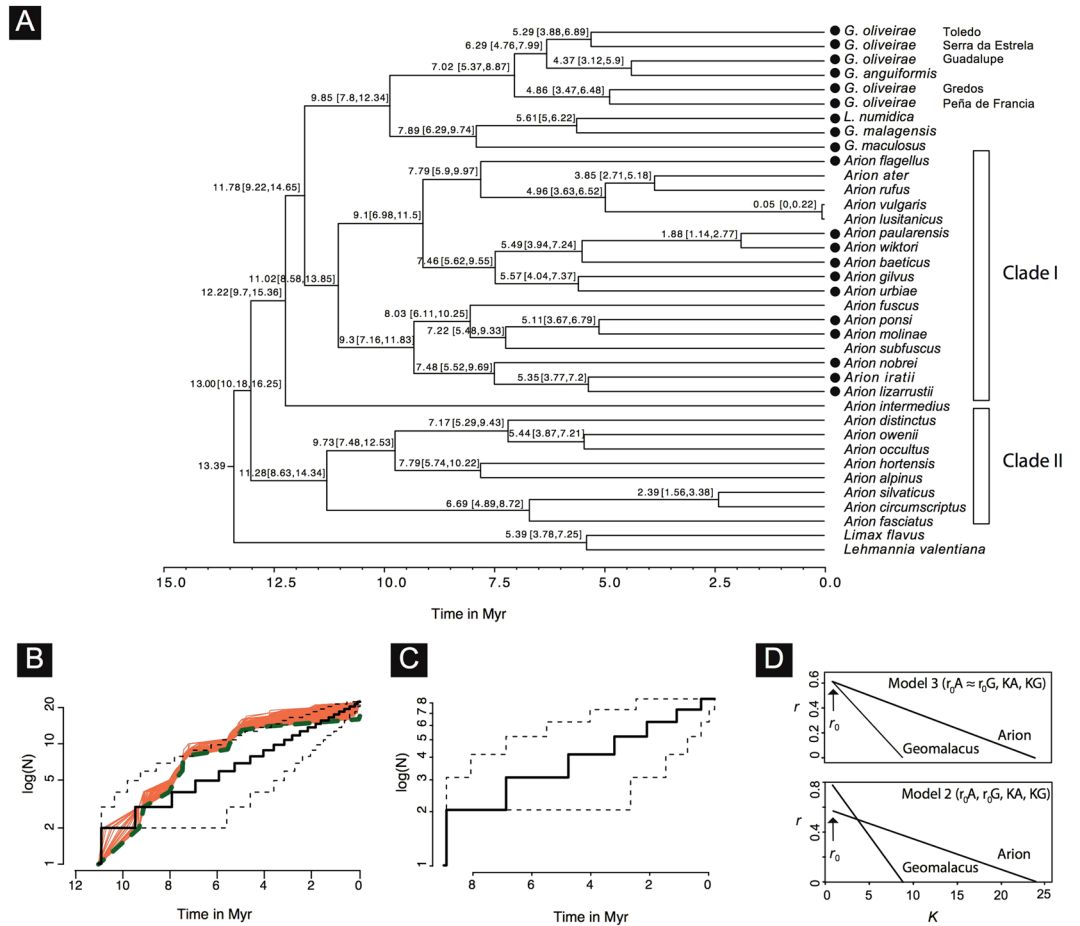 A
5.29 [3.88,6.89]
G. oliveirae Toledo
6.29 [4.76,7.99]
G. oliveirae Serra da Estrela
7.02 [5.37,8.87]
4.37 [3.12,5.9]
G. oliveirae Guadalupe
G. anguiformis
4.86 [3.47,6.48]
G. oliveirae Gredos
9.85 [7.8,12.34]
G. oliveirae Peña de Francia
5.61 [5,6.22]
L. numidica
7.89 [6.29,9.74]
G. malagensis
G. maculosus
7.79 [5.9,9.97]
Arion flagellus
3.85 [2.71,5.18]
Arion ater
11.78 [9.22,14.65]
4.96 [3.63,6.52]
Arion rufus
0.05 [0,0.22]
Arion vulgaris
9.1[6.98,11.5]
Arion lusitanicus
1.88 [1.14,2.77]
Arion paularensis
5.49 [3.94,7.24]
Arion wiktori
7.46 [5.62,9.55]
Arion baeticus
11.02[8.58,13.85]
5.57 [4.04,7.37]
Arion gilvus
Clade I
12.22[9.7,15.36]
Arion urbiae
8.03 [6.11,10.25]
Arion fuscus
5.11[3.67,6.79]
Arion ponsi
7.22 [5.48,9.33]
Arion molinae
9.3 [7.16,11.83]
Arion subfuscus
7.48 [5.52,9.69]
Arion nobrei
5.35 [3.77,7.2]
Arion iratii
13.00[10.18,16.25]
Arion lizarrustii
Arion intermedius
7.17 [5.29,9.43]
Arion distinctus
5.44 [3.87,7.21]
Arion owenii
9.73 [7.48,12.53]
Arion occultus
7.79[5.74,10.22]
Arion hortensis
Clade II
13.39
11.28[8.63,14.34]
Arion alpinus
2.39 [1.56,3.38]
Arion silvaticus
6.69 [4.89,8.72]
Arion circumscriptus
Arion fasciatus
5.39 [3.78,7.25]
Limax flavus
Lehmannia valentiana
15.0 12.5 10.0 7.5 5.0 2.5 0.0
Time in Myr
B
log(N)
20
10
5
2
1
12 10 8 6 4 2 0
Time in Myr
C
log(N)
8
7
6
5
4
3
2
1
8 6 4 2 0
Time in Myr
D
Model 3 (r0A ≈ r0G, KA, KG)
r
0.6
0.4
0
r0
Geomalacus
Arion
Model 2 (r0A, r0G, KA, KG)
r
0.8
0.4
0
r0
Geomalacus
Arion
0 5 10 15 20 25
K